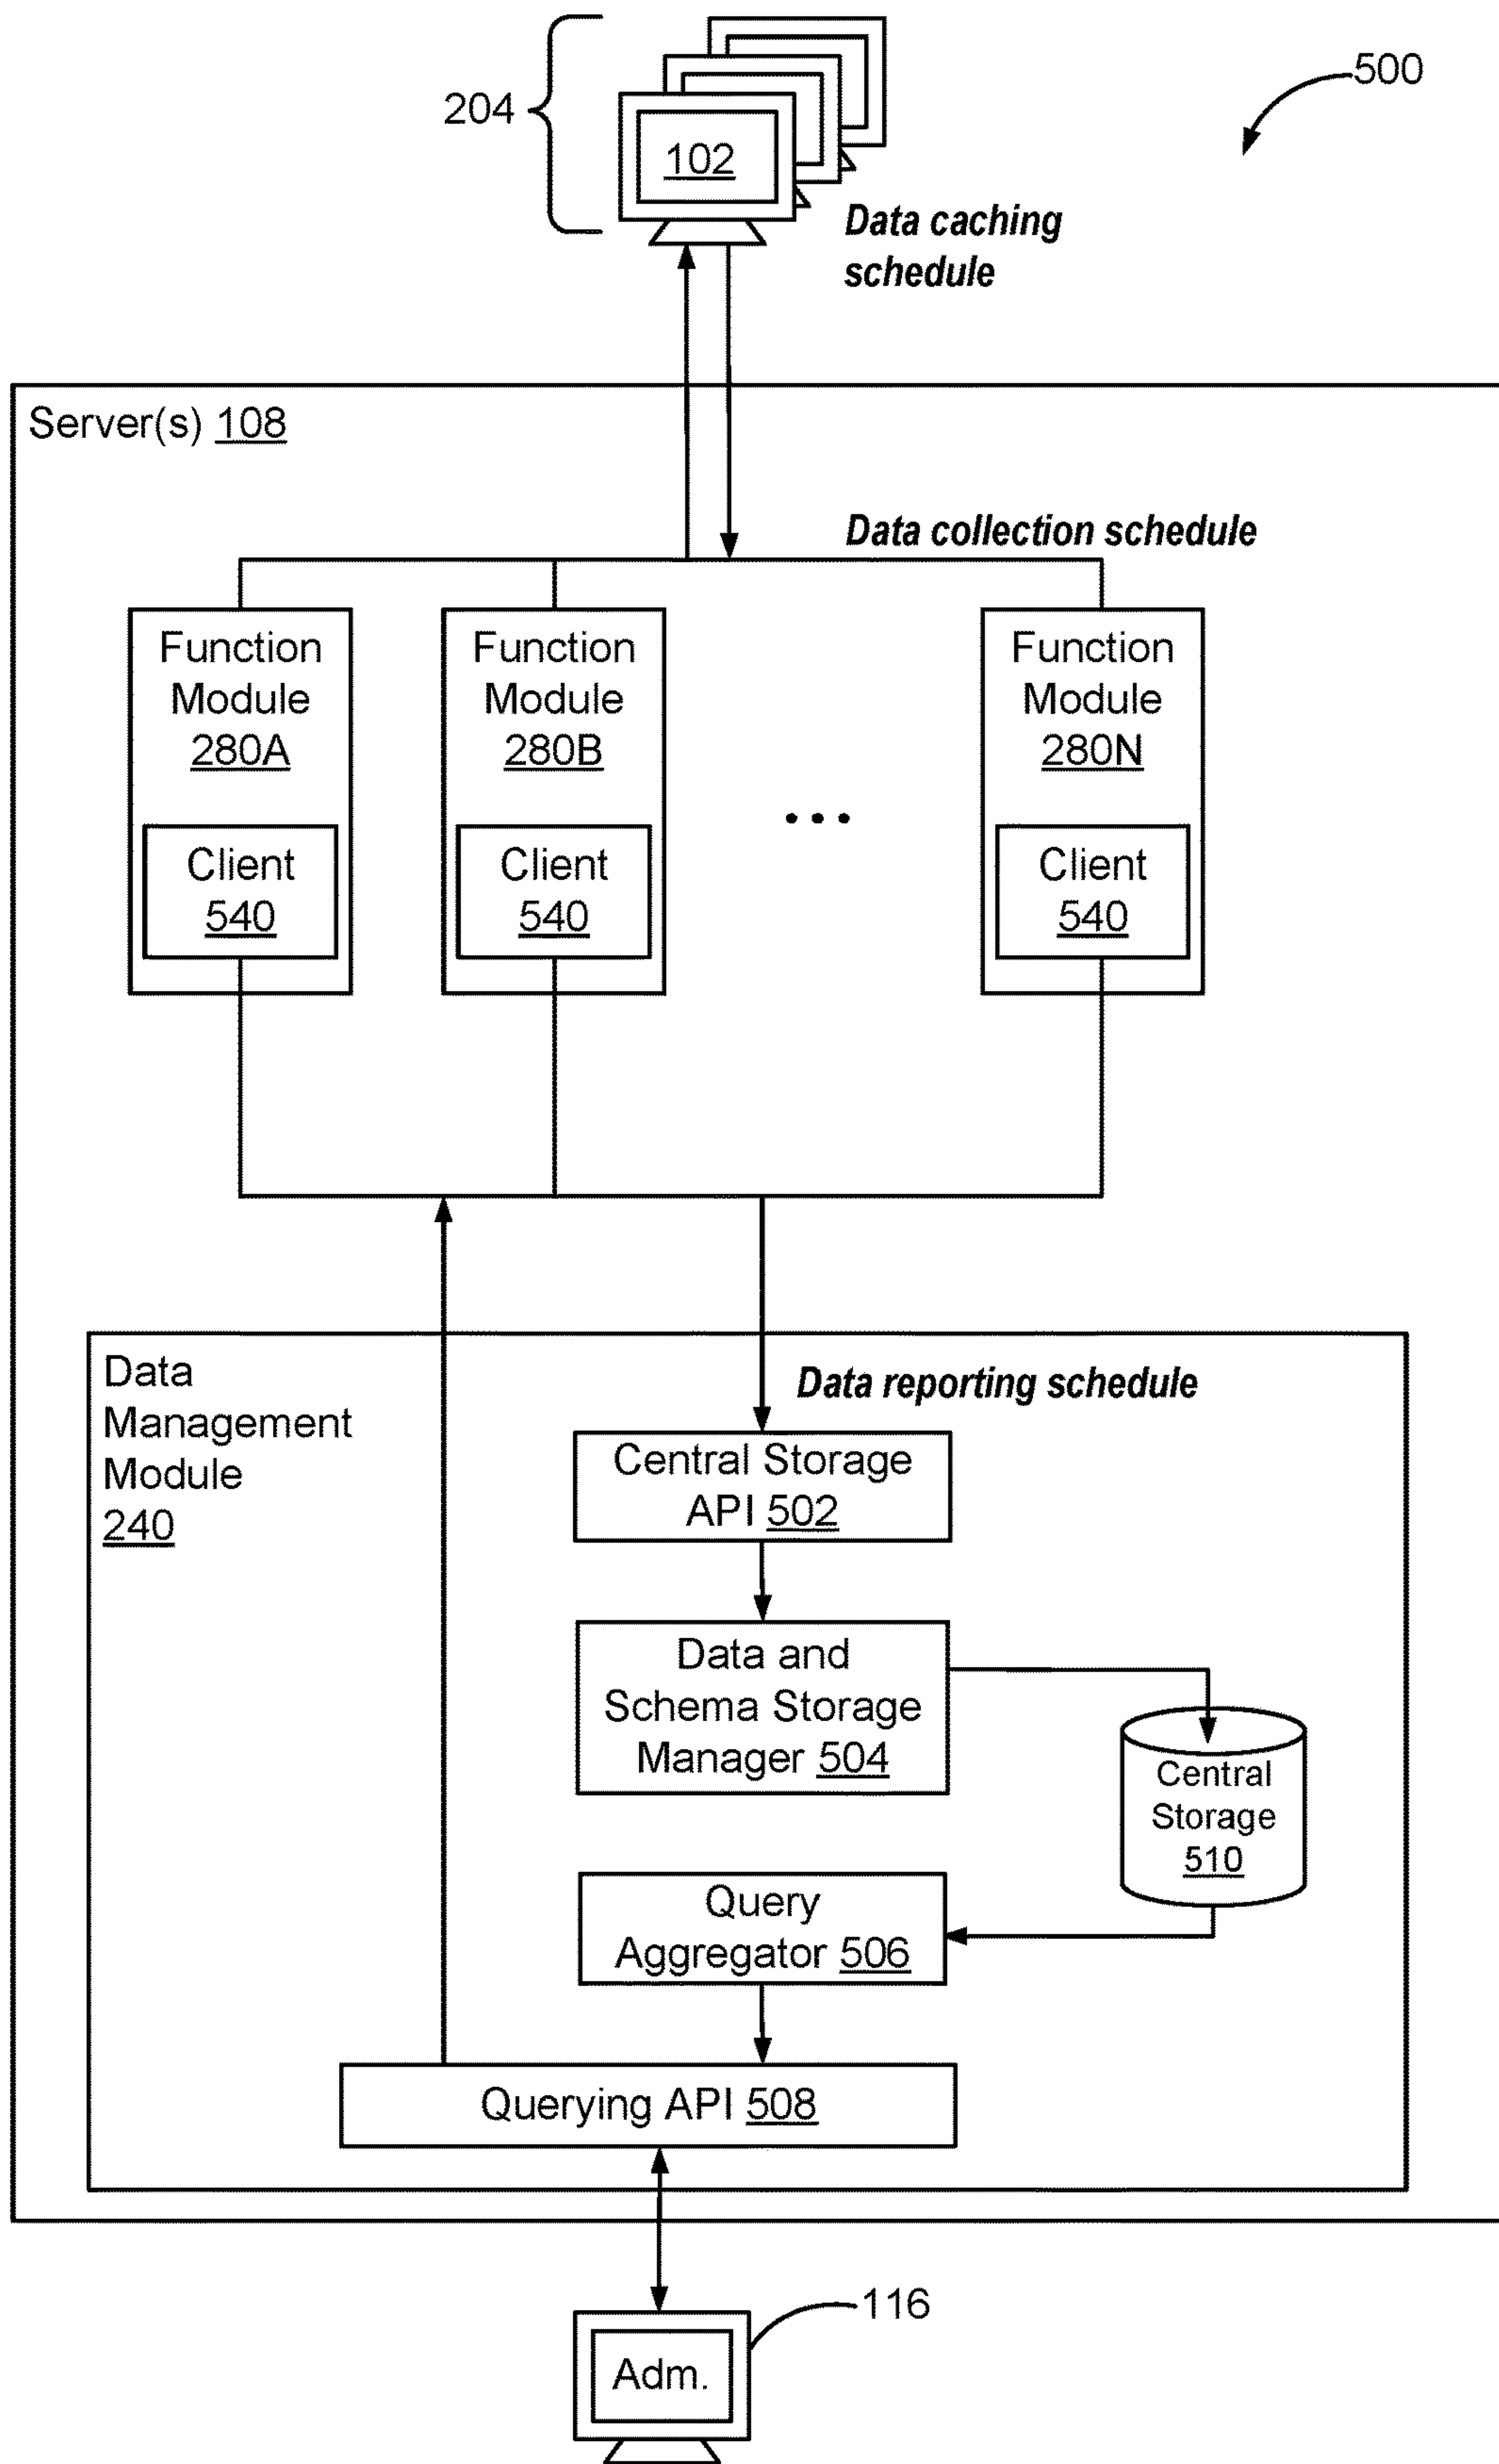 500
204
102
Data caching
schedule
Server(s) 108
Data collection schedule
Function
Module
280A
Client
540
Function
Module
280B
Client
540
...
Function
Module
280N
Client
540
Data
Management
Module
240
Data reporting schedule
Central Storage
API 502
Data and
Schema Storage
Manager 504
Central
Storage
510
Query
Aggregator 506
Querying API 508
116
Adm.